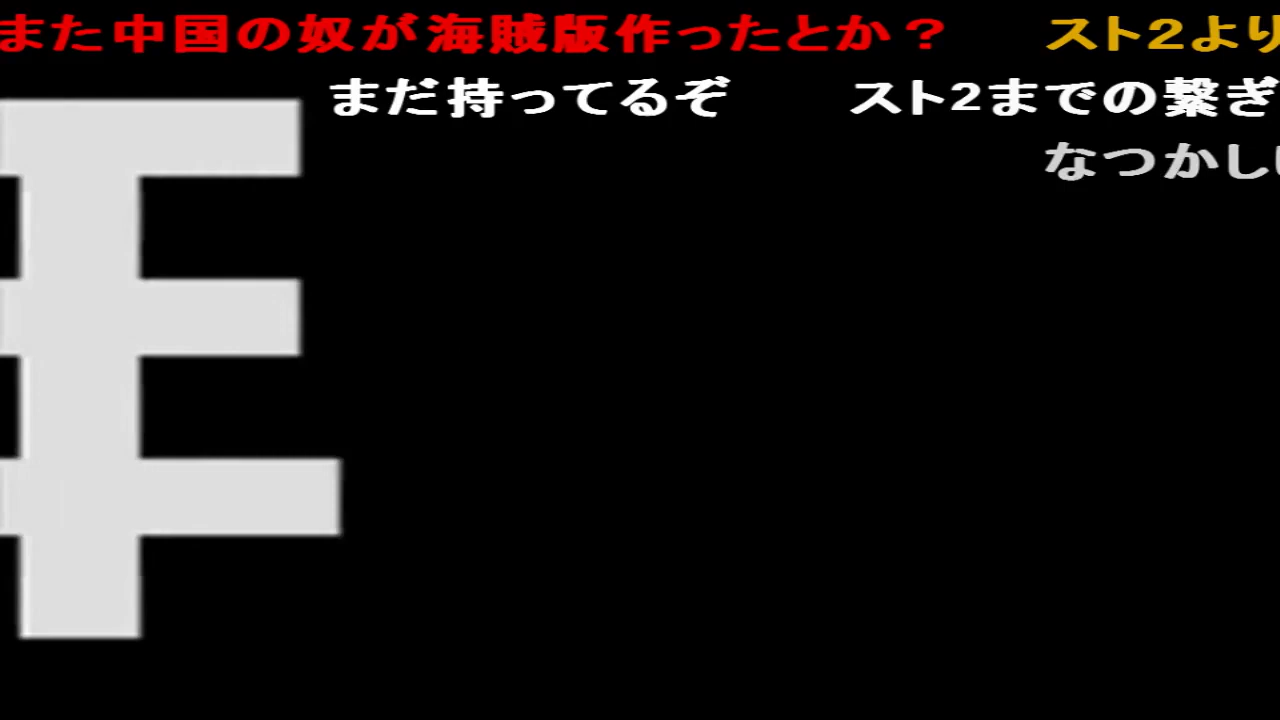 また中国の奴が海賊版作ったとか？ スト2より
まだ持ってるぞ スト2までの繋ぎ
なつかしい